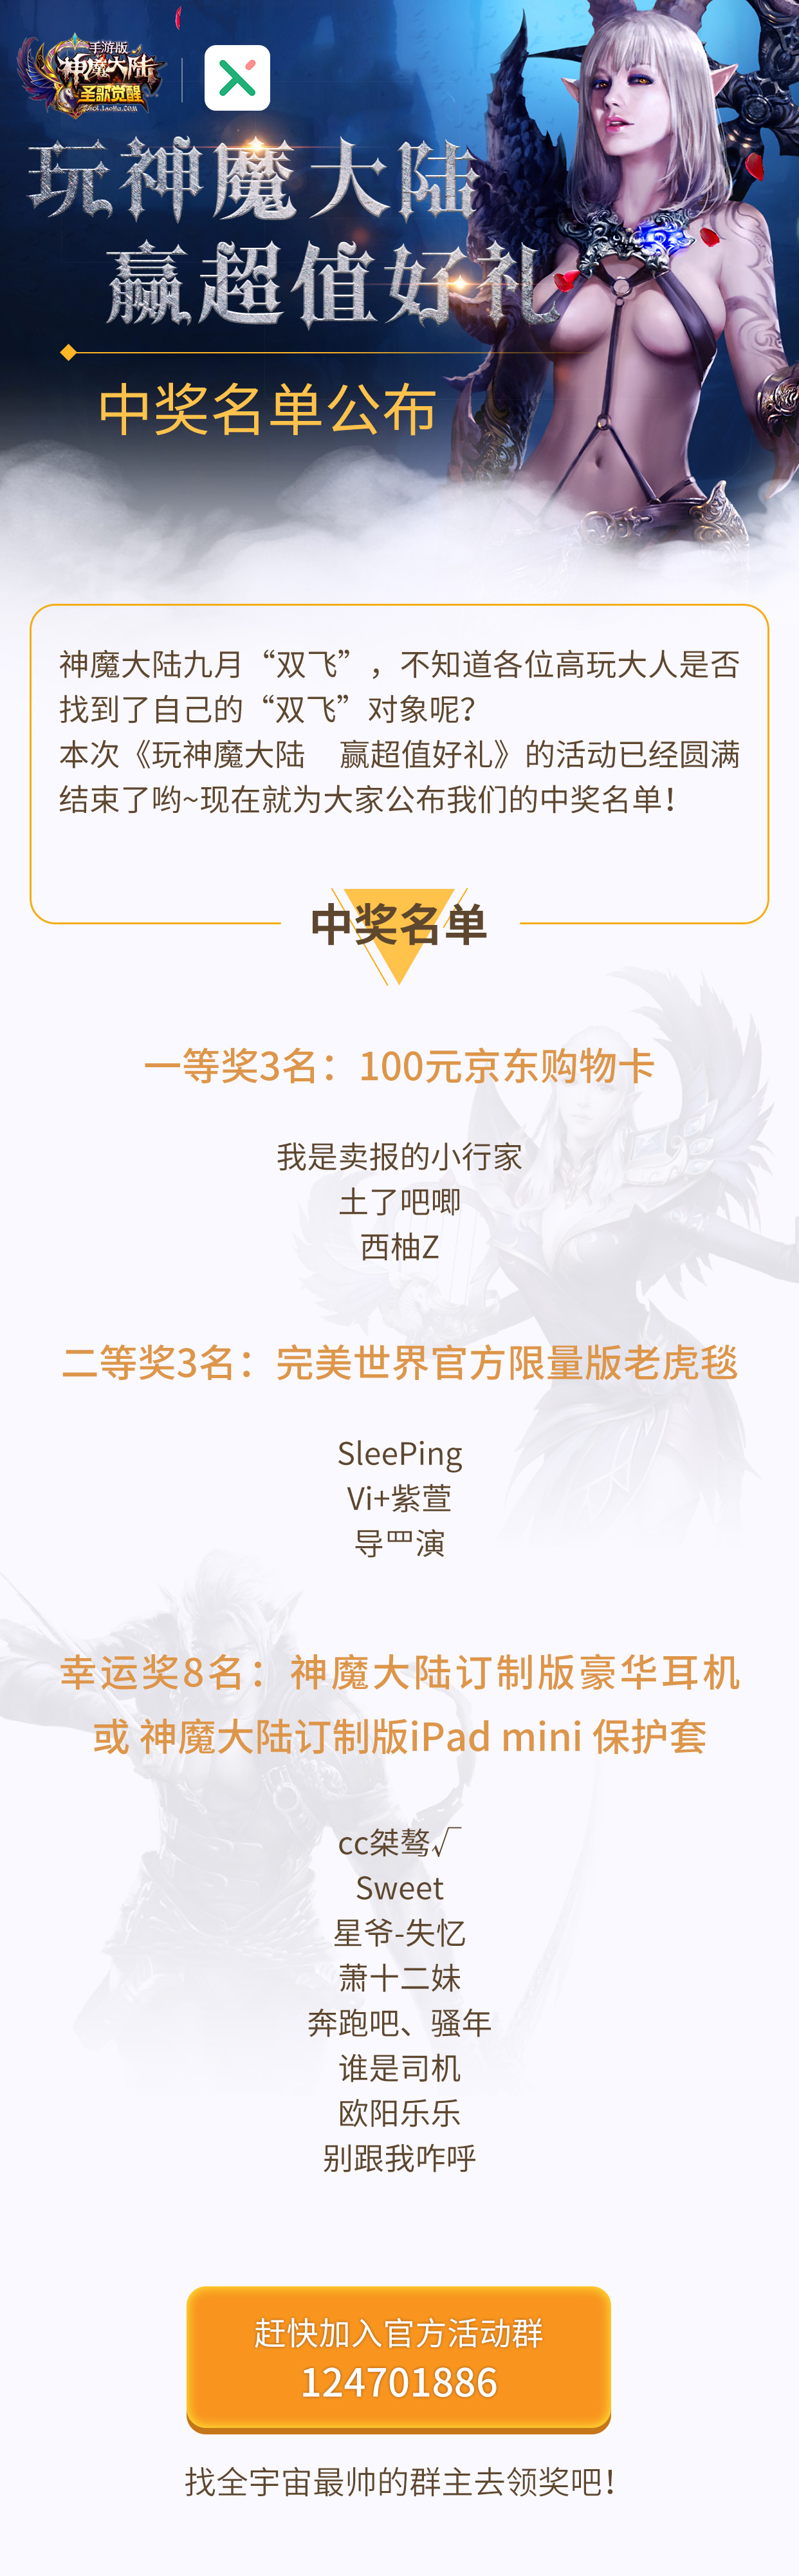 手游版
神魔大陆
圣歌觉醒
玩神魔大陆
赢超值好礼
中奖名单公布
神魔大陆九月“双飞”，不知道各位高玩大人是否
找到了自己的“双飞”对象呢？
本次《玩神魔大陆 赢超值好礼》的活动已经圆满
结束了哟~现在就为大家公布我们的中奖名单！
中奖名单
一等奖3名：100元京东购物卡
我是卖报的小行家
土了吧唧
西柚Z
二等奖3名：完美世界官方限量版老虎毯
SleePing
Vi+紫萱
导罒演
幸运奖8名：神魔大陆订制版豪华耳机
或 神魔大陆订制版iPad mini 保护套
cc桀骜√
Sweet
星爷-失忆
萧十二妹
奔跑吧、骚年
谁是司机
欧阳乐乐
别跟我咋呼
赶快加入官方活动群
124701886
找全宇宙最帅的群主去领奖吧！